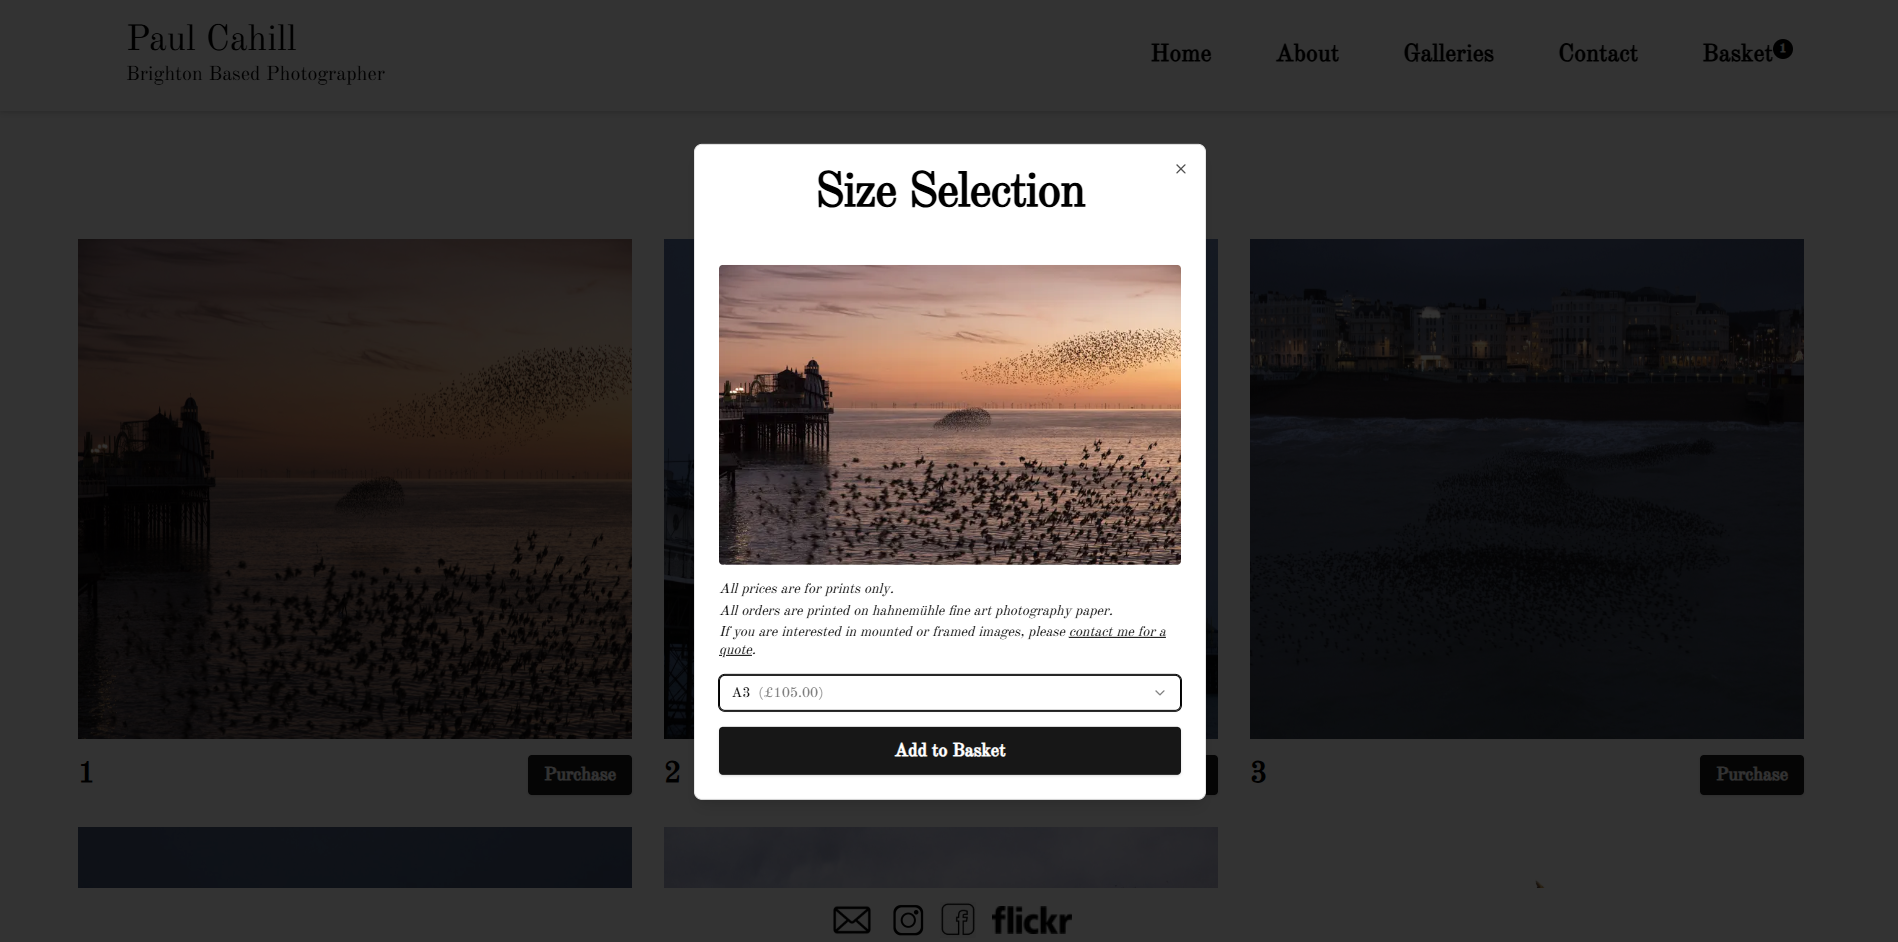 Paul Cahill
Brighton Based Photographer
Home
About
Galleries
Contact
Basket
1
Size Selection
All prices are for prints only.
All orders are printed on hahnemühle fine art photography paper.
If you are interested in mounted or framed images, please contact me for a
quote.
A3 (£105.00)
Add to Basket
1
Purchase
2
3
Purchase
flickr